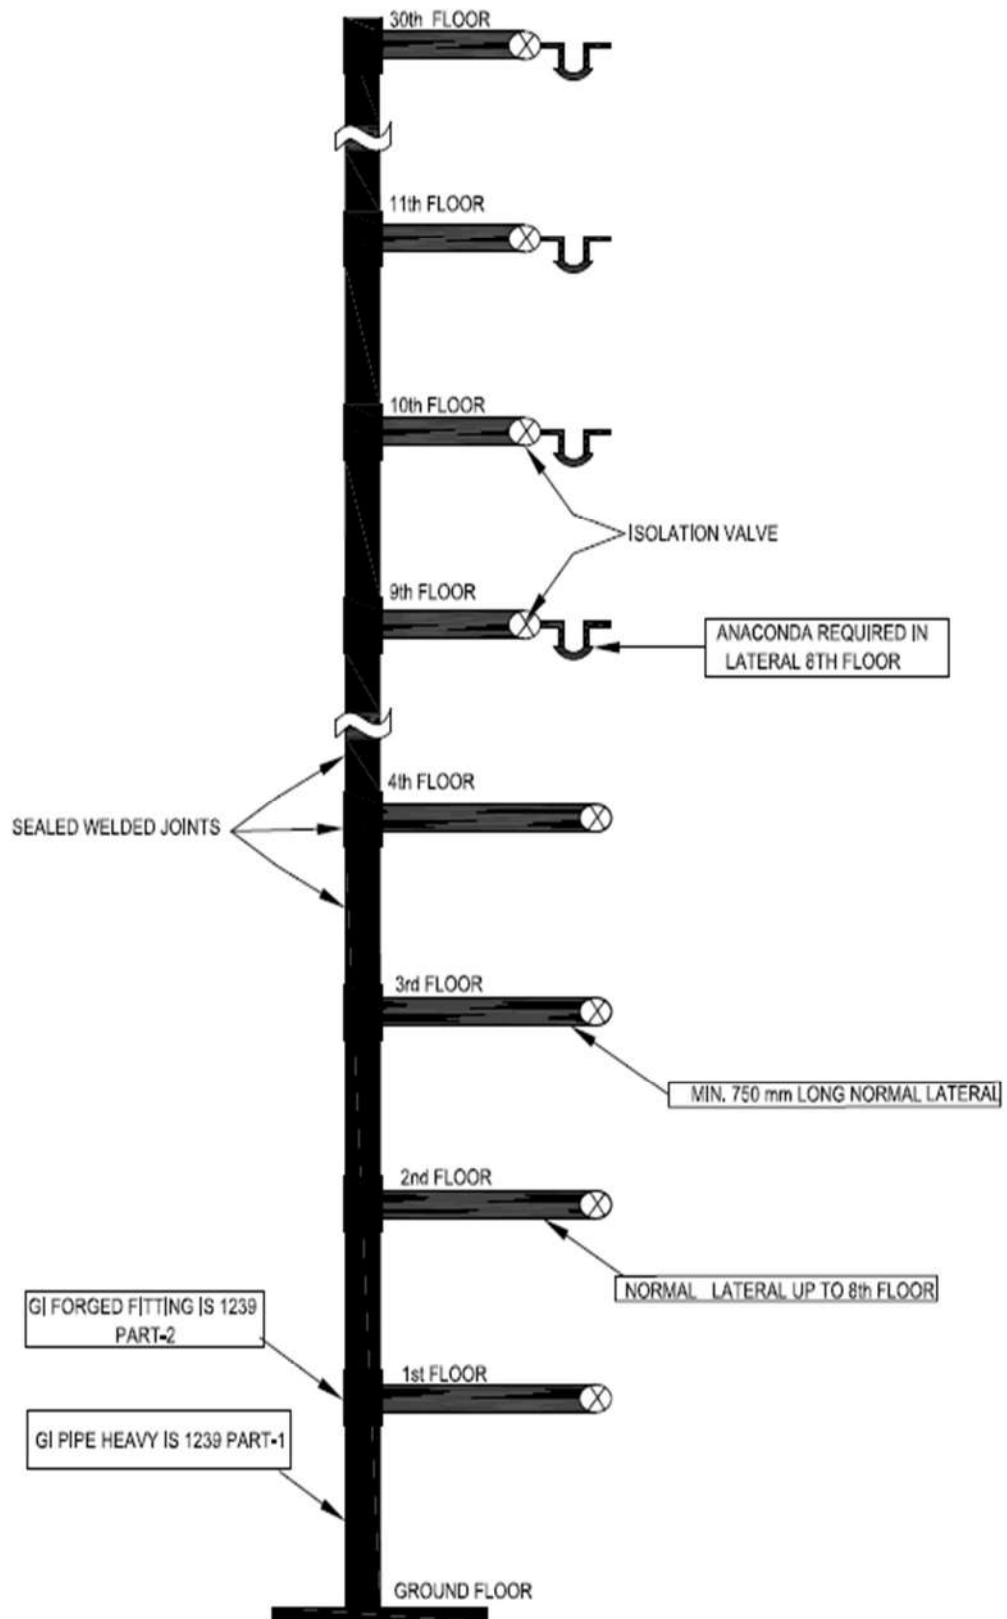 30th FLOOR
11th FLOOR
10th FLOOR
ISOLATION VALVE
9th FLOOR
ANACONDA REQUIRED IN
LATERAL 8TH FLOOR
4th FLOOR
SEALED WELDED JOINTS
3rd FLOOR
MIN. 750 mm LONG NORMAL LATERAL
2nd FLOOR
NORMAL LATERAL UP TO 8th FLOOR
GI FORGED FITTING IS 1239
PART-2
1st FLOOR
GI PIPE HEAVY IS 1239 PART-1
GROUND FLOOR